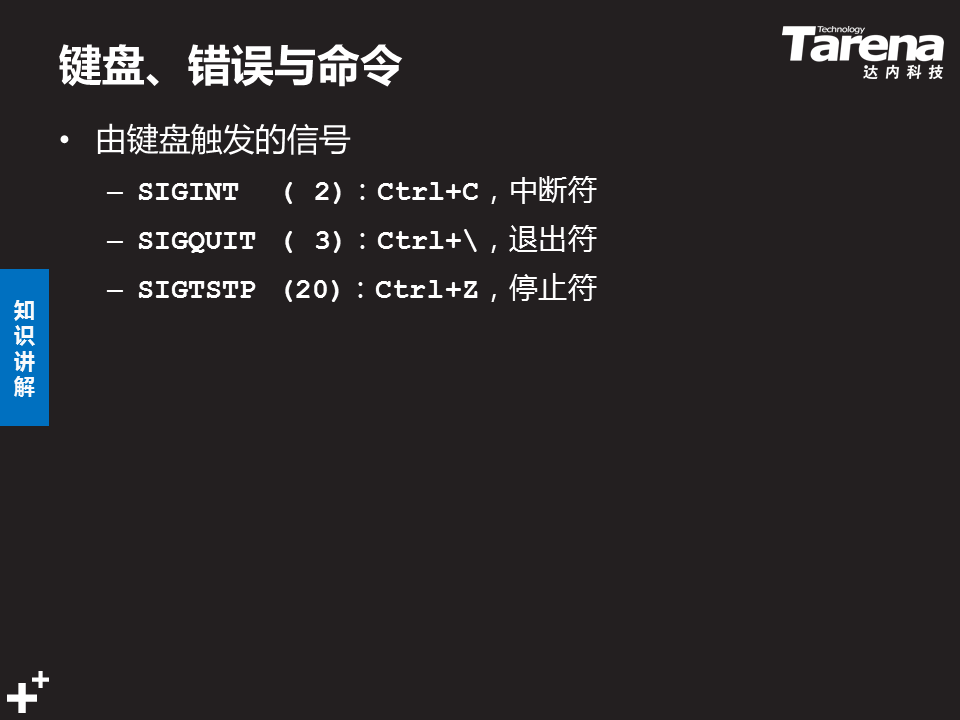 键盘、错误与命令
Technology
Tarena
达内科技
• 由键盘触发的信号
– SIGINT ( 2)：Ctrl+C，中断符
– SIGQUIT ( 3)：Ctrl+\，退出符
– SIGTSTP (20)：Ctrl+Z，停止符
知识讲解